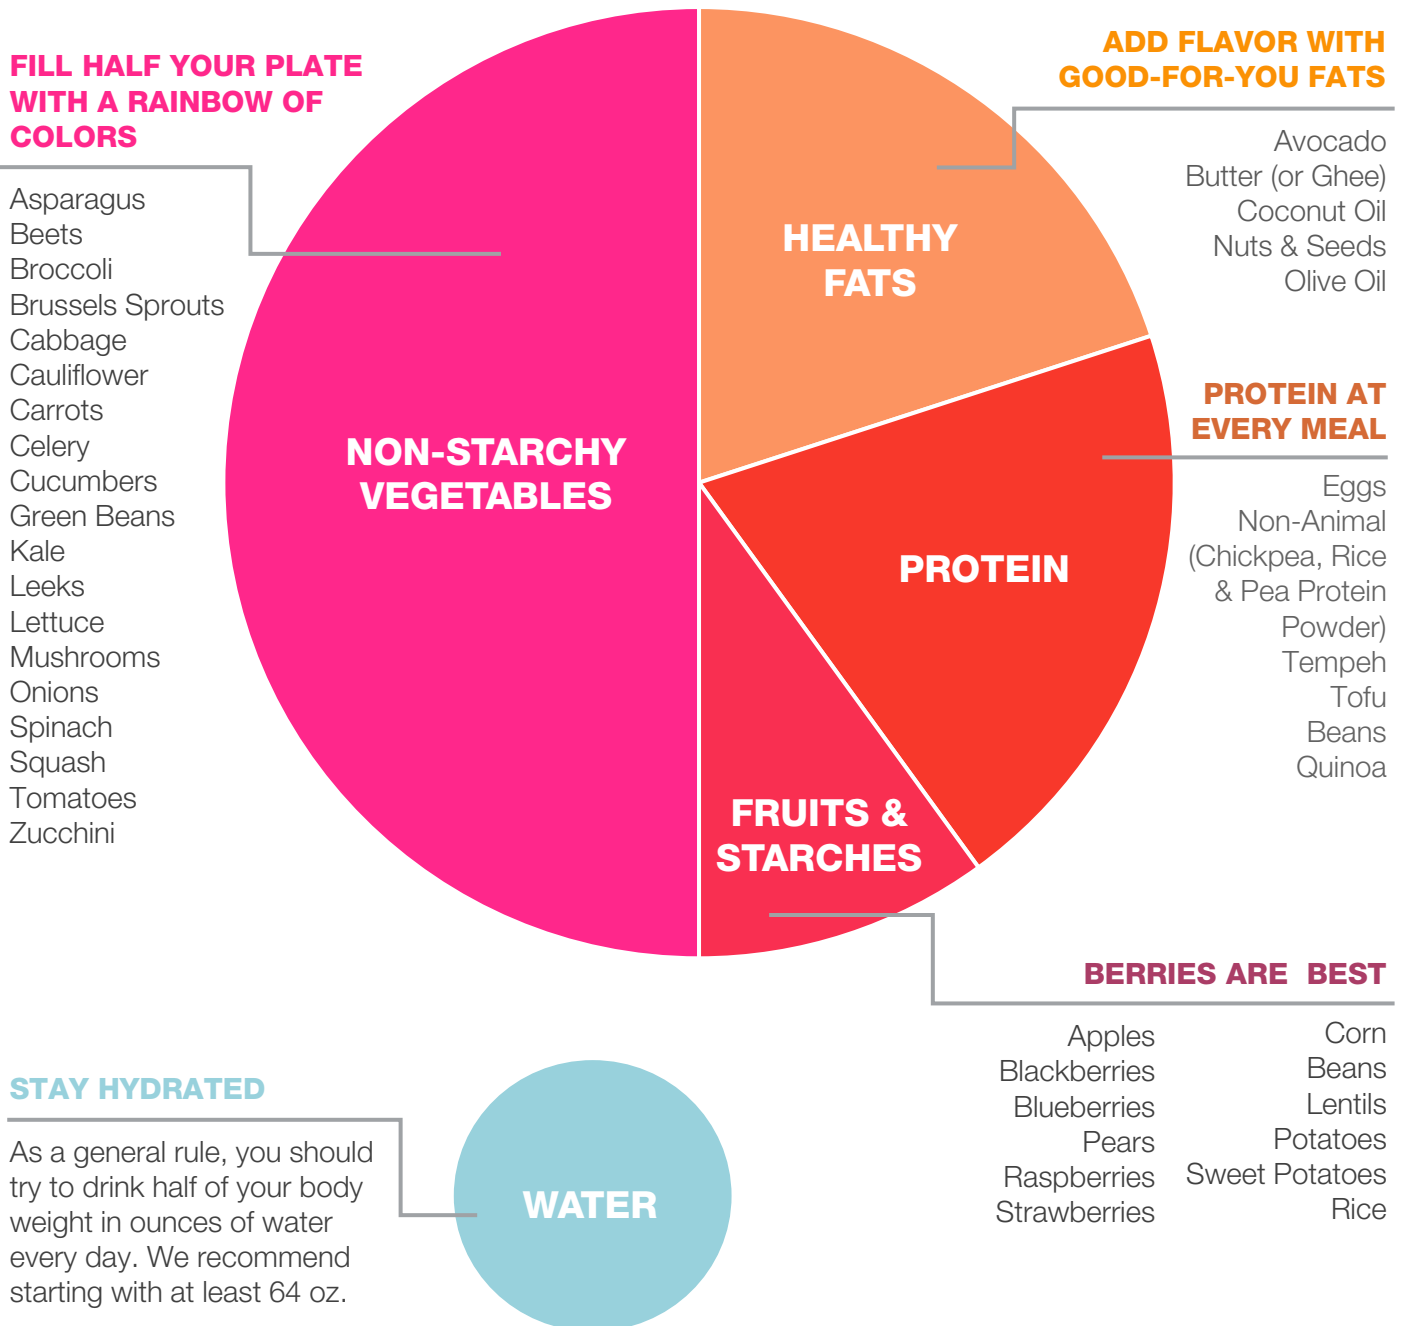 FILL HALF YOUR PLATE
WITH A RAINBOW OF
COLORS
Asparagus
Beets
Broccoli
Brussels Sprouts
Cabbage
Cauliflower
Carrots
Celery
Cucumbers
Green Beans
Kale
Leeks
Lettuce
Mushrooms
Onions
Spinach
Squash
Tomatoes
Zucchini
NON-STARCHY
VEGETABLES
HEALTHY
FATS
ADD FLAVOR WITH
GOOD-FOR-YOU FATS
Avocado
Butter (or Ghee)
Coconut Oil
Nuts & Seeds
Olive Oil
PROTEIN
PROTEIN AT
EVERY MEAL
Eggs
Non-Animal
(Chickpea, Rice
& Pea Protein
Powder)
Tempeh
Tofu
Beans
Quinoa
FRUITS &
STARCHES
BERRIES ARE BEST
Apples
Blackberries
Blueberries
Pears
Raspberries
Strawberries
Corn
Beans
Lentils
Potatoes
Sweet Potatoes
Rice
STAY HYDRATED
As a general rule, you should
try to drink half of your body
weight in ounces of water
every day. We recommend
starting with at least 64 oz.
WATER